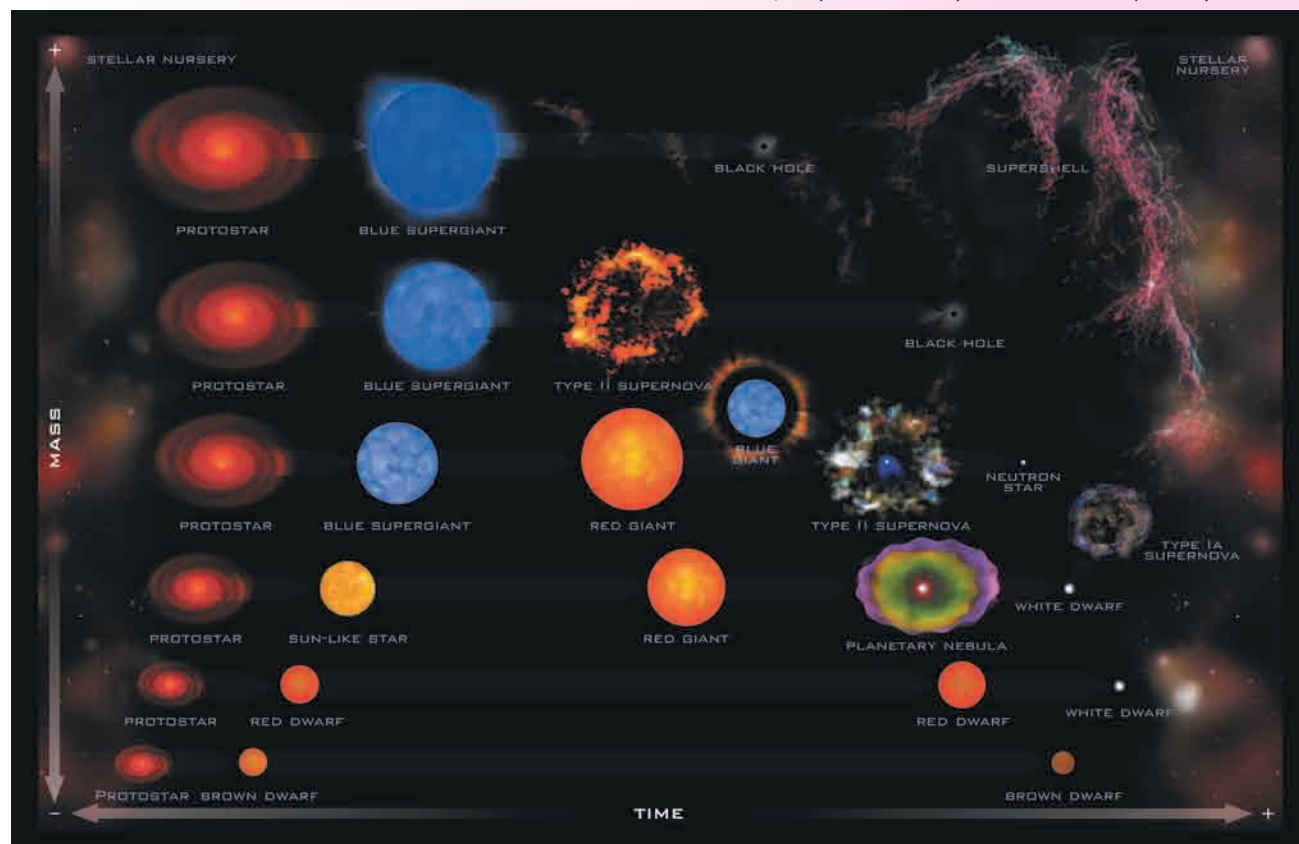 +
STELLAR NURSERY
STELLAR
NURSERY
BLACK HOLE
SUPERSHELL
PROTOSTAR
BLUE SUPERGIANT
BLACK HOLE
PROTOSTAR
BLUE SUPERGIANT
TYPE II SUPERNOVA
MASS
BLUE
GIANT
NEUTRON
STAR
PROTOSTAR
BLUE SUPERGIANT
RED GIANT
TYPE II SUPERNOVA
TYPE IA
SUPERNOVA
WHITE DWARF
PROTOSTAR
SUN-LIKE STAR
RED GIANT
PLANETARY NEBULA
WHITE DWARF
PROTOSTAR
RED DWARF
RED DWARF
PROTOSTAR
BROWN DWARF
BROWN DWARF
–
TIME
+